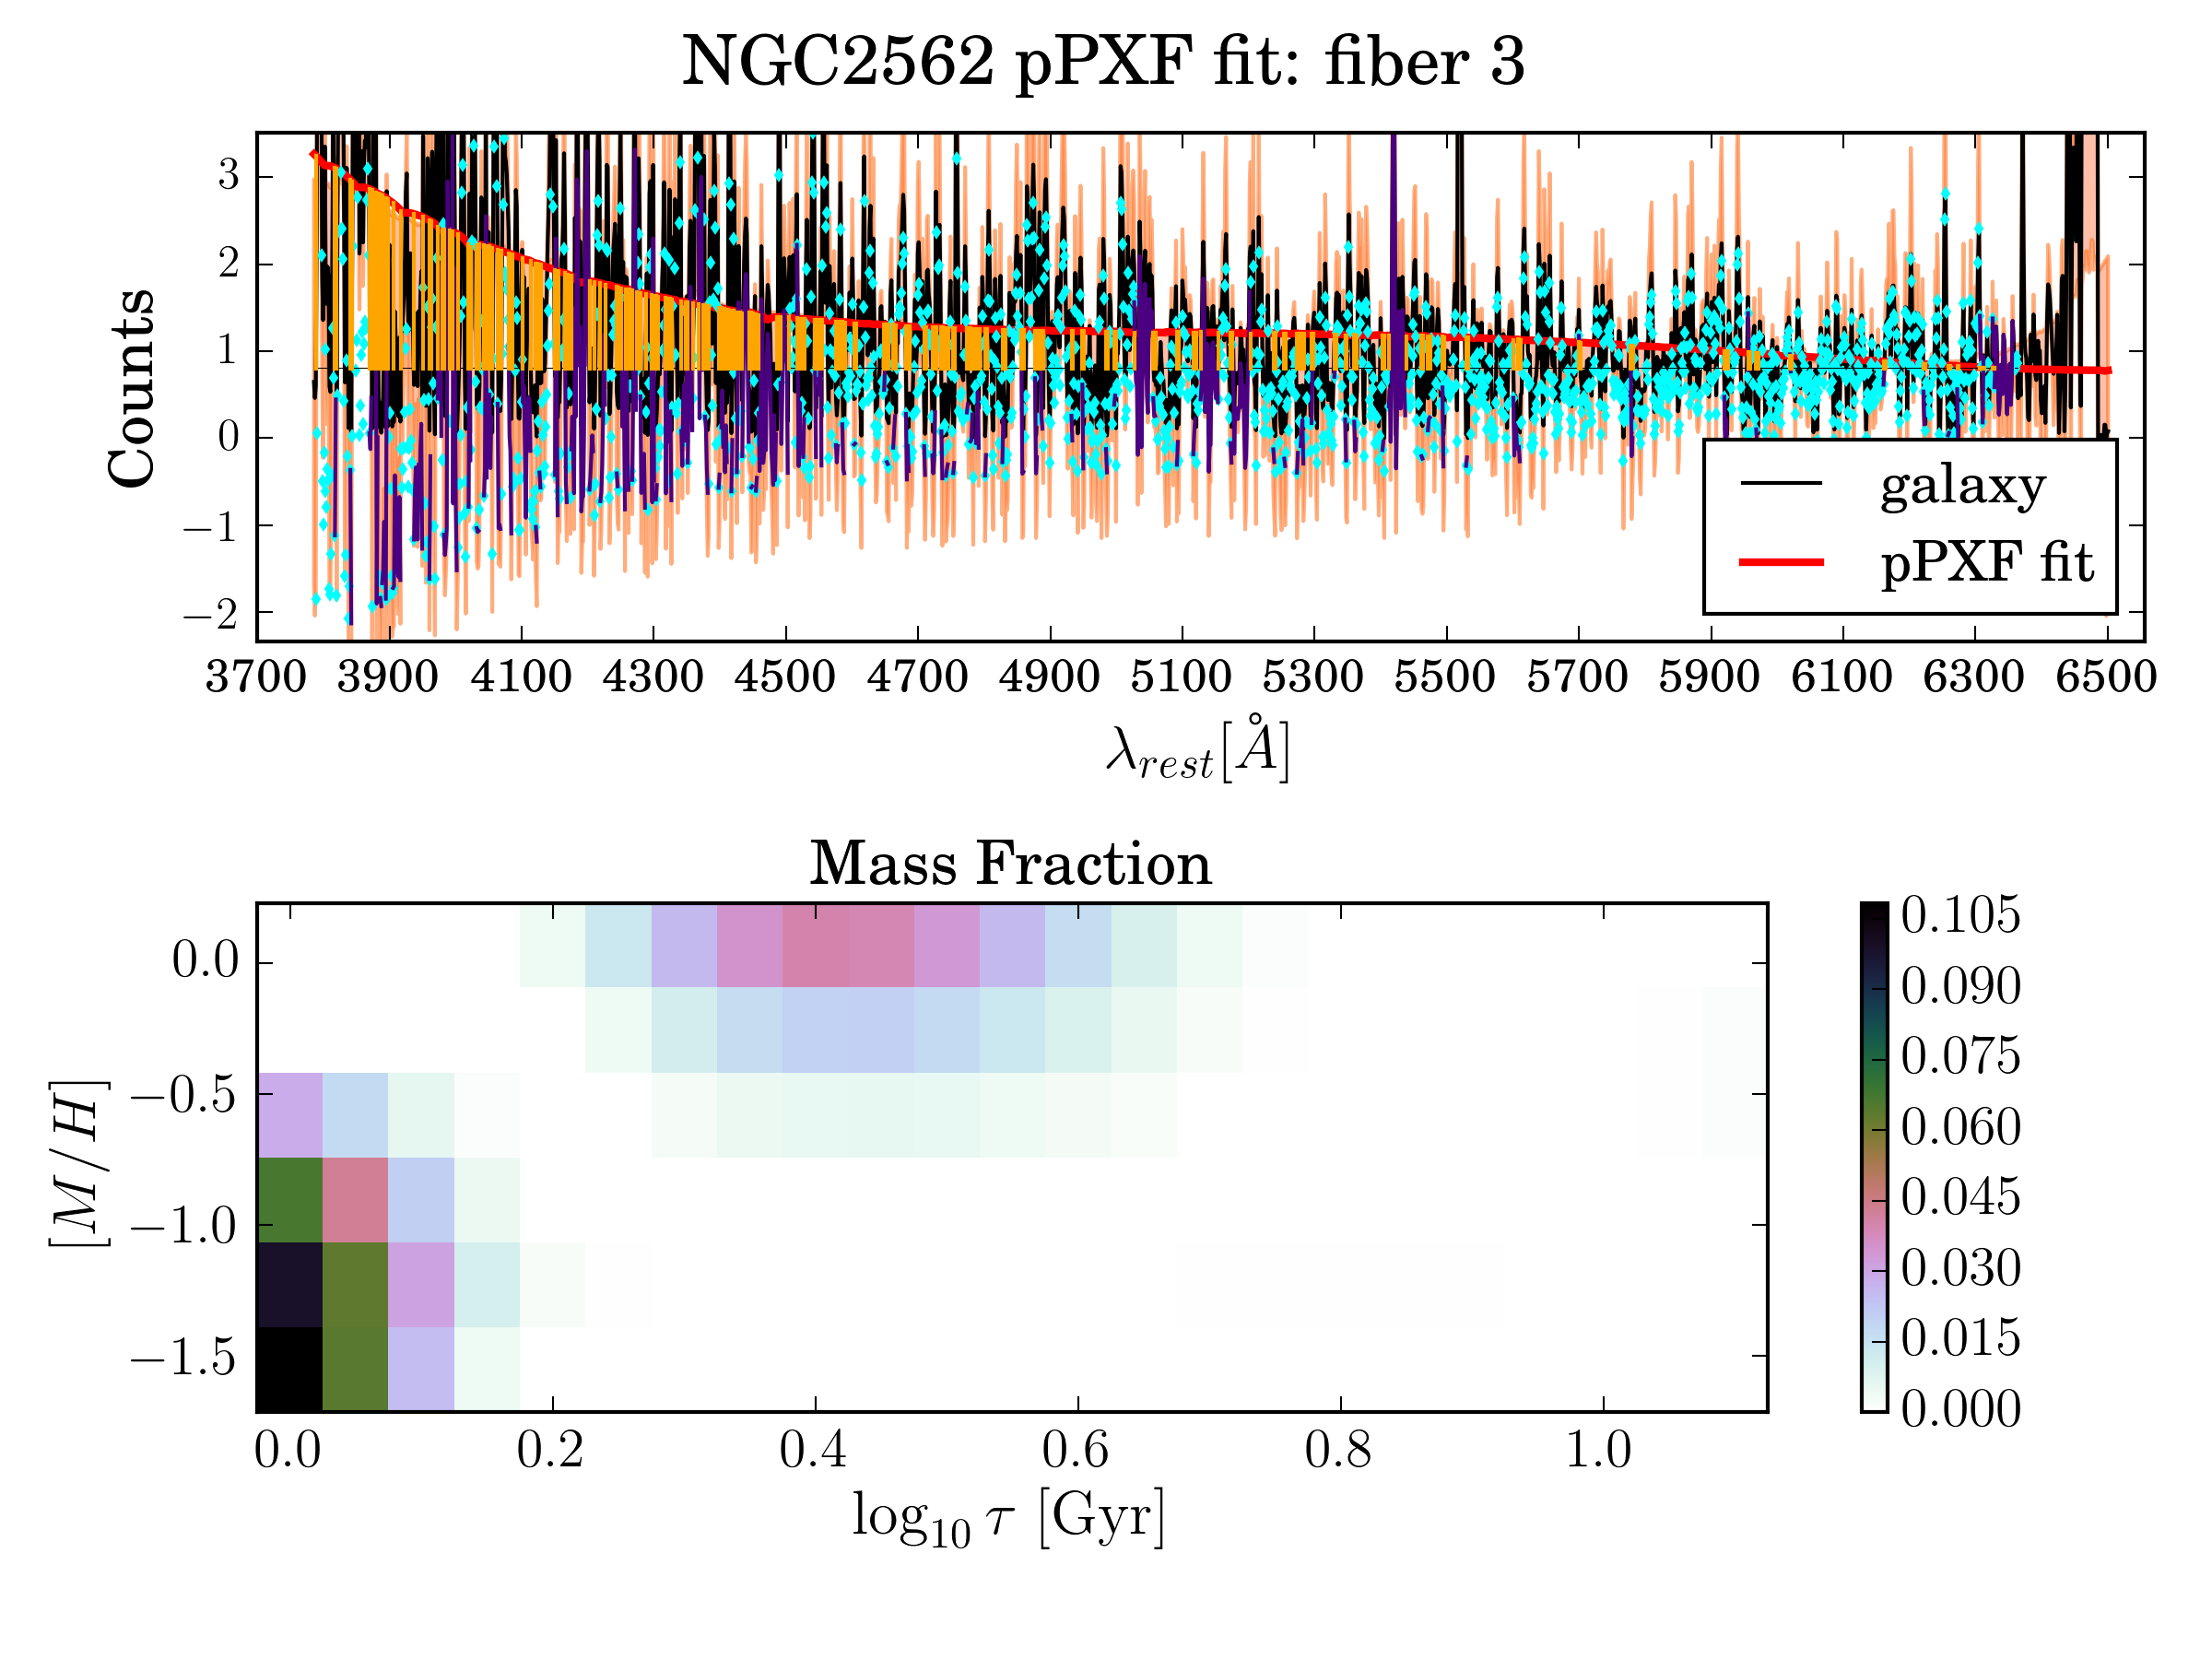 NGC2562 pPXF fit: fiber 3
Counts
3
2
1
0
−1
−2
galaxy
pPXF fit
3700 3900 4100 4300 4500 4700 4900 5100 5300 5500 5700 5900 6100 6300 6500
λrest[Å]
Mass Fraction
[M/H]
0.0
−0.5
−1.0
−1.5
0.0 0.2 0.4 0.6 0.8 1.0
log10 τ [Gyr]
0.105
0.090
0.075
0.060
0.045
0.030
0.015
0.000